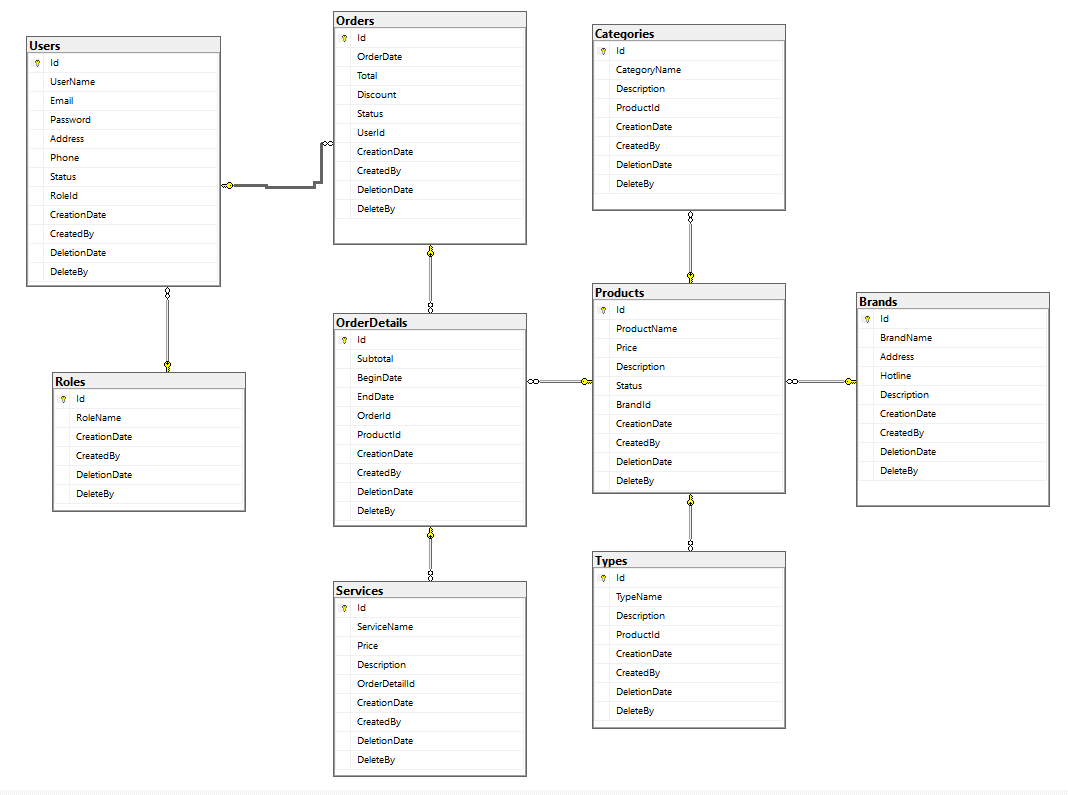 Users
Id
UserName
Email
Password
Address
Phone
Status
RoleId
CreationDate
CreatedBy
DeletionDate
DeleteBy
Roles
Id
RoleName
CreationDate
CreatedBy
DeletionDate
DeleteBy
Orders
Id
OrderDate
Total
Discount
Status
UserId
CreationDate
CreatedBy
DeletionDate
DeleteBy
OrderDetails
Id
Subtotal
BeginDate
EndDate
OrderId
ProductId
CreationDate
CreatedBy
DeletionDate
DeleteBy
Services
Id
ServiceName
Price
Description
OrderDetailId
CreationDate
CreatedBy
DeletionDate
DeleteBy
Categories
Id
CategoryName
Description
ProductId
CreationDate
CreatedBy
DeletionDate
DeleteBy
Products
Id
ProductName
Price
Description
Status
BrandId
CreationDate
CreatedBy
DeletionDate
DeleteBy
Types
Id
TypeName
Description
ProductId
CreationDate
CreatedBy
DeletionDate
DeleteBy
Brands
Id
BrandName
Address
Hotline
Description
CreationDate
CreatedBy
DeletionDate
DeleteBy